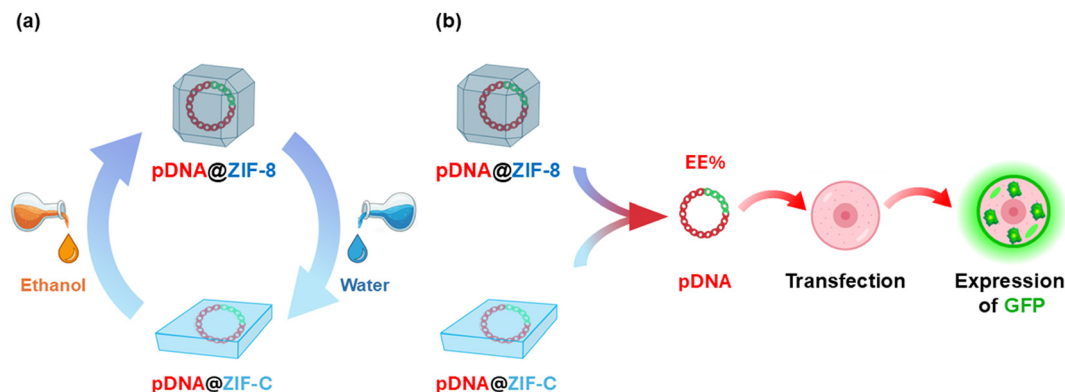 (a)
pDNA@ZIF-8
Ethanol
Water
pDNA@ZIF-C
(b)
pDNA@ZIF-8
EE%
pDNA
Transfection
Expression
of GFP
pDNA@ZIF-C